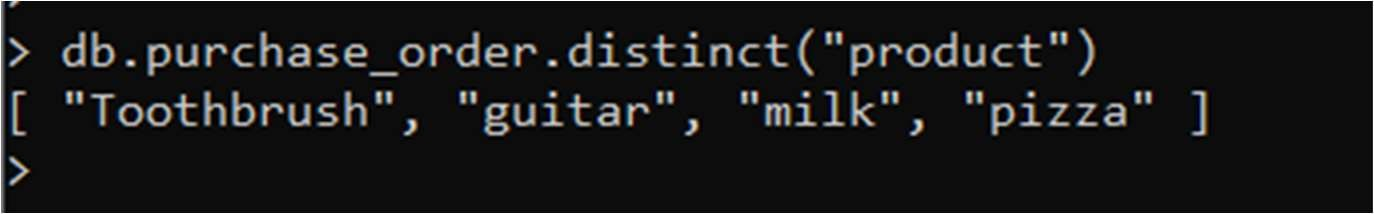 > db.purchase_order.distinct("product")
[ "Toothbrush", "guitar", "milk", "pizza" ]
>